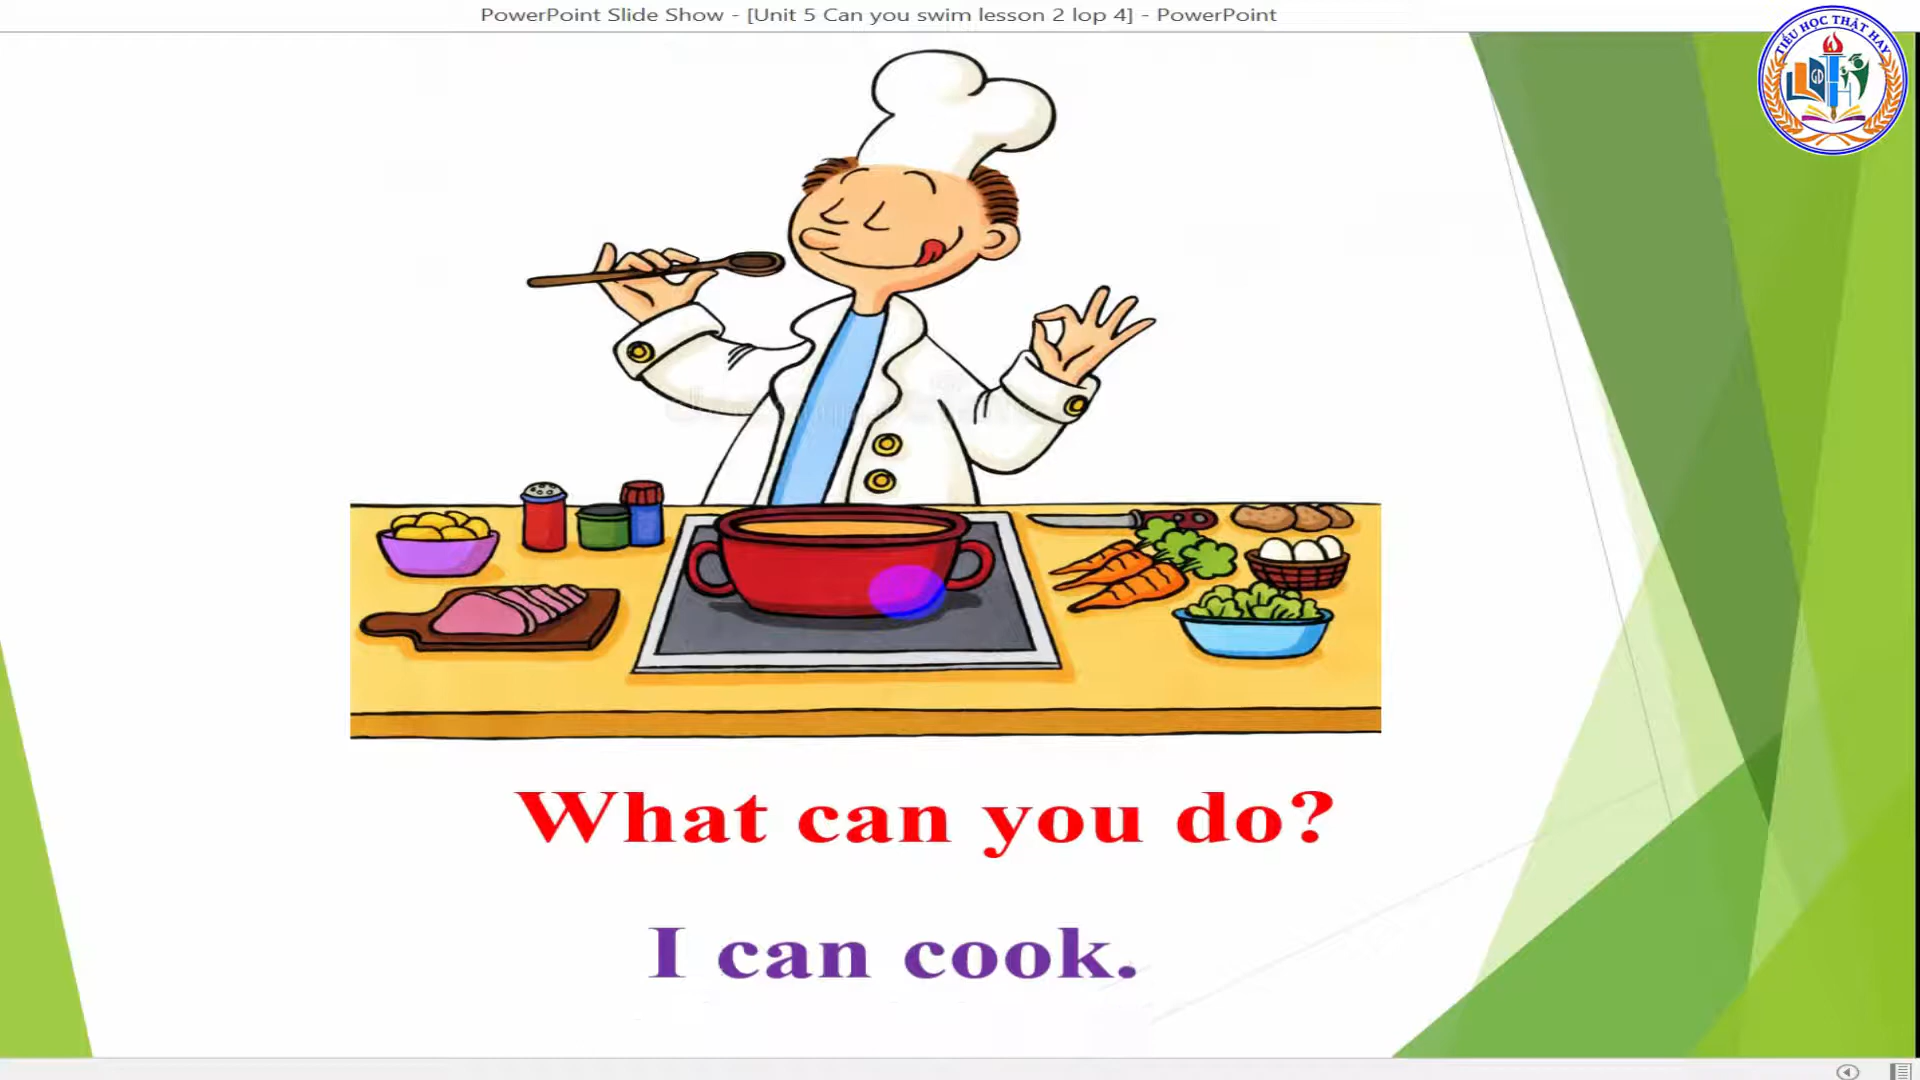 PowerPoint Slide Show - [Unit 5 Can you swim lesson 2 lop 4] - PowerPoint
TIỂU HỌC THẬT HAY
GD
H
What can you do?
I can cook.